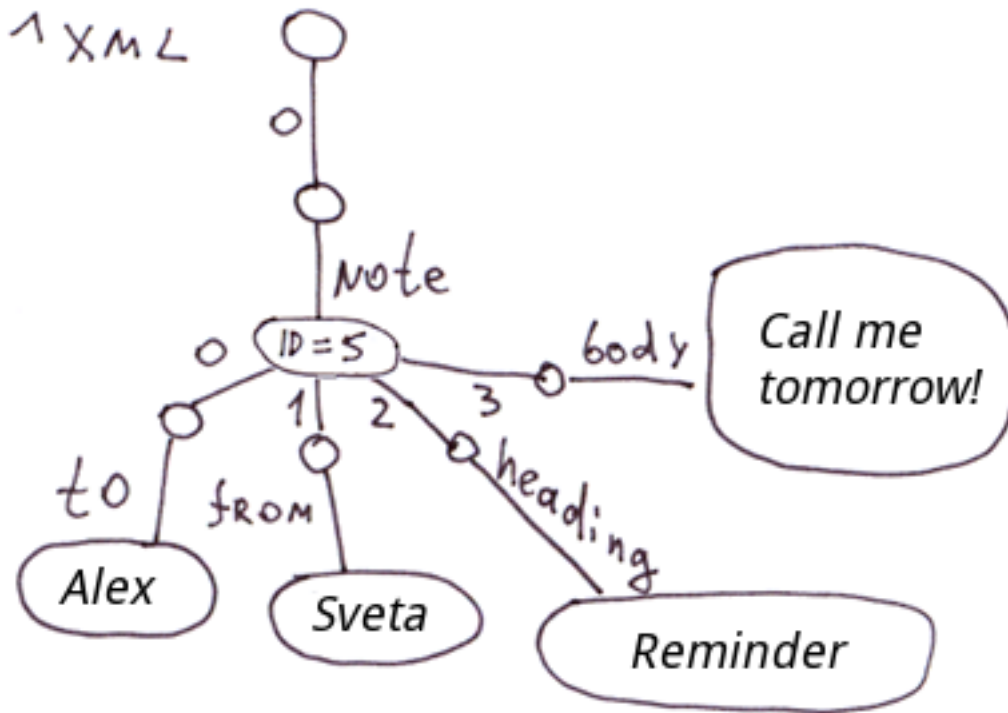 ^XML
0
Note
ID=5
0
1
2
3
body
Call me
tomorrow!
to
from
heading
Alex
Sveta
Reminder